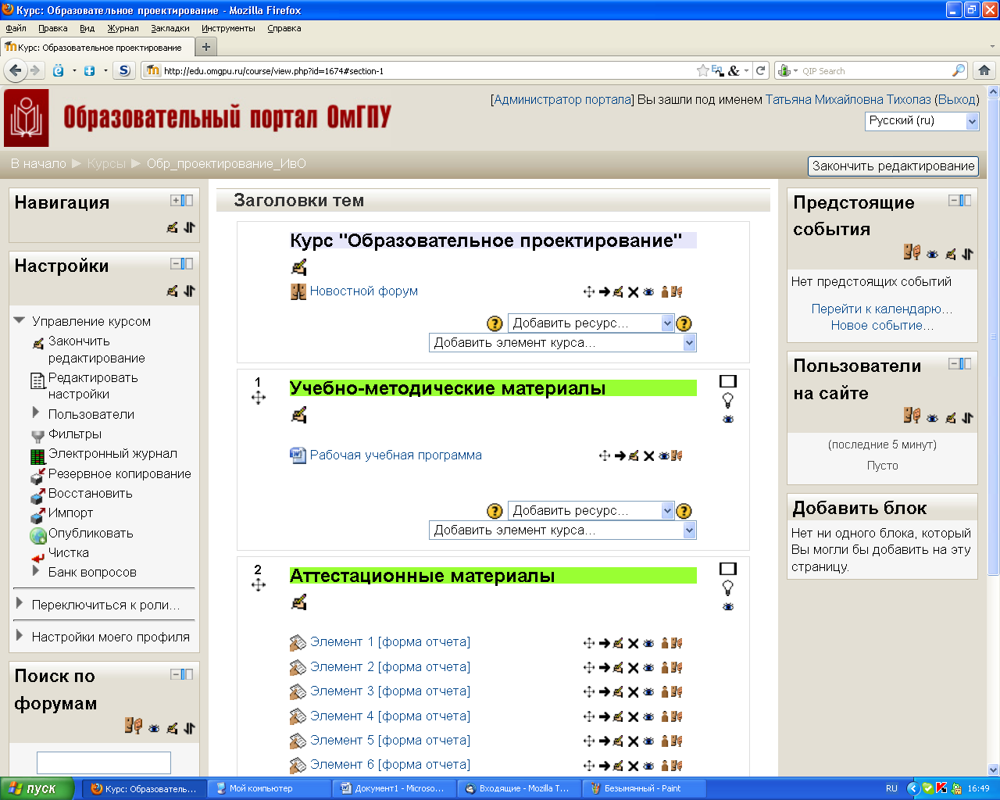 Курс: Образовательное проектирование - Mozilla Firefox
Файл Правка Вид Журнал Закладки Инструменты Справка
Курс: Образовательное проектирование
http://edu.omgpu.ru/course/view.php?id=1674#section-1
QIP Search
Образовательный портал ОмГПУ
[Администратор портала] Вы зашли под именем Татьяна Михайловна Тихолаз (Выход)
Русский (ru)
В начало ► Курсы ► Обр_проектирование_ИвО
Закончить редактирование
Навигация
Настройки
Управление курсом
Закончить
редактирование
Редактировать
настройки
Пользователи
Фильтры
Электронный журнал
Резервное копирование
Восстановить
Импорт
Опубликовать
Чистка
Банк вопросов
Переключиться к роли...
Настройки моего профиля
Поиск по
форумам
Заголовки тем
Курс "Образовательное проектирование"
Новостной форум
Добавить ресурс...
Добавить элемент курса...
1
Учебно-методические материалы
Рабочая учебная программа
Добавить ресурс...
Добавить элемент курса...
2
Аттестационные материалы
Элемент 1 [форма отчета]
Элемент 2 [форма отчета]
Элемент 3 [форма отчета]
Элемент 4 [форма отчета]
Элемент 5 [форма отчета]
Элемент 6 [форма отчета]
Предстоящие
события
Нет предстоящих событий
Перейти к календарю...
Новое событие...
Пользователи
на сайте
(последние 5 минут)
Пусто
Добавить блок
Нет ни одного блока, который
Вы могли бы добавить на эту
страницу.
пуск
Курс: Образователь...
Мой компьютер
Документ1 - Microso...
Входящие - Mozilla T...
Безымянный - Paint
RU
16:49